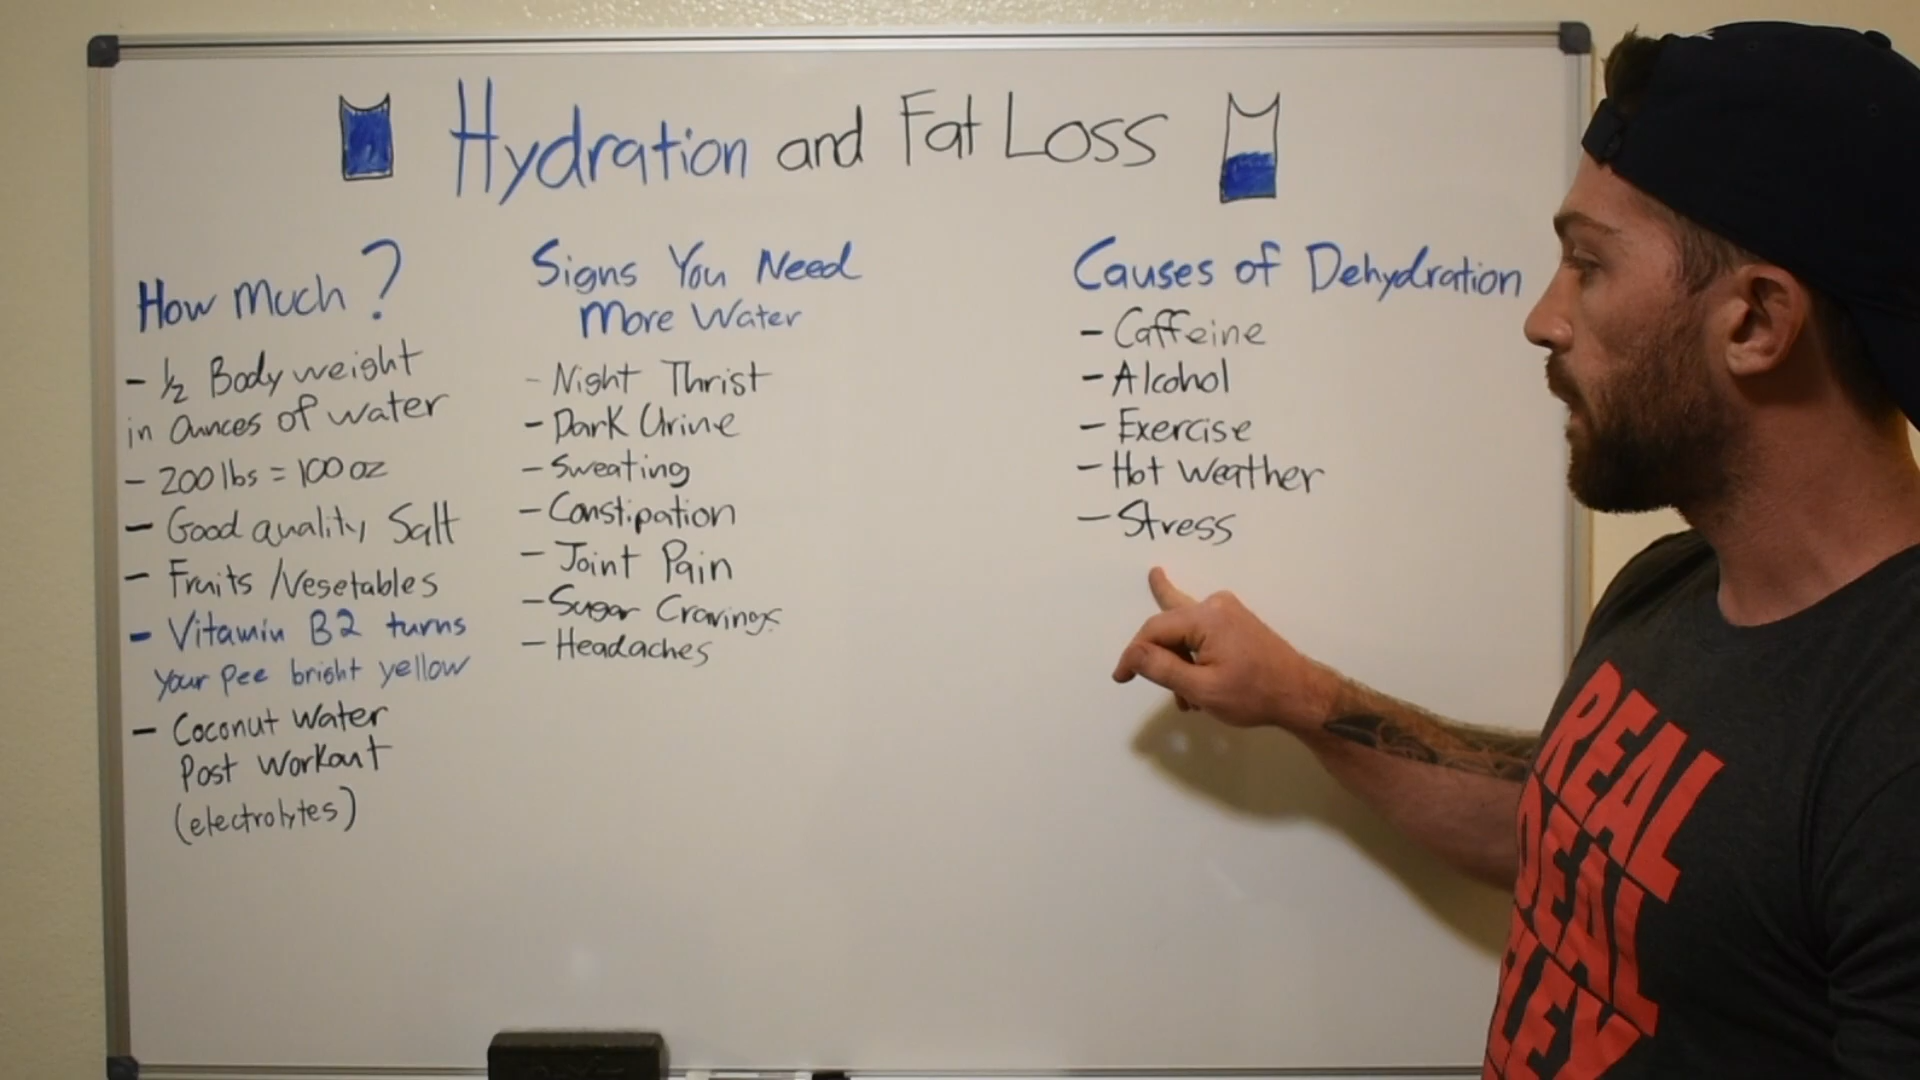 Hydration and Fat Loss
How Much?
- 1/2 Body weight
in Ounces of water
- 200 lbs = 100 oz
- Good quality Salt
- Fruits / Vegetables
- Vitamin B2 turns
your pee bright yellow
- Coconut Water
Post Workout
(electrolytes)
Signs You Need
More Water
- Night Thrist
- Dark Urine
- Sweating
- Constipation
- Joint Pain
- Sugar Cravings
- Headaches
Causes of Dehydration
- Caffeine
- Alcohol
- Exercise
- Hot Weather
- Stress
REAL
DEAL